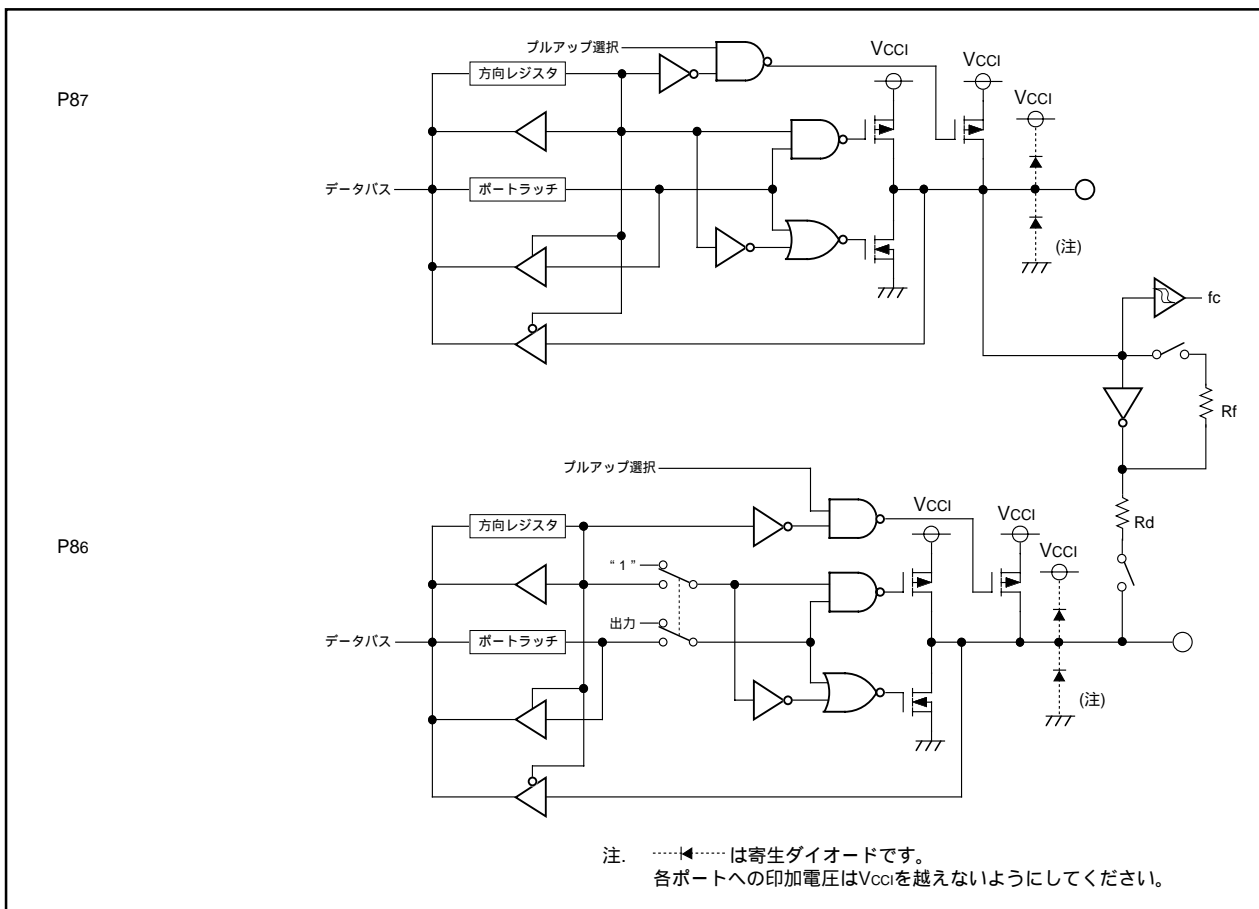 P87
プルアップ選択
VCCI
VCCI
VCCI
方向レジスタ
データバス
ポートラッチ
(注)
fc
Rf
Rd
P86
プルアップ選択
VCCI
VCCI
VCCI
方向レジスタ
“1”
出力
データバス
ポートラッチ
(注)
注. は寄生ダイオードです。
各ポートへの印加電圧はVCCIを越えないようにしてください。